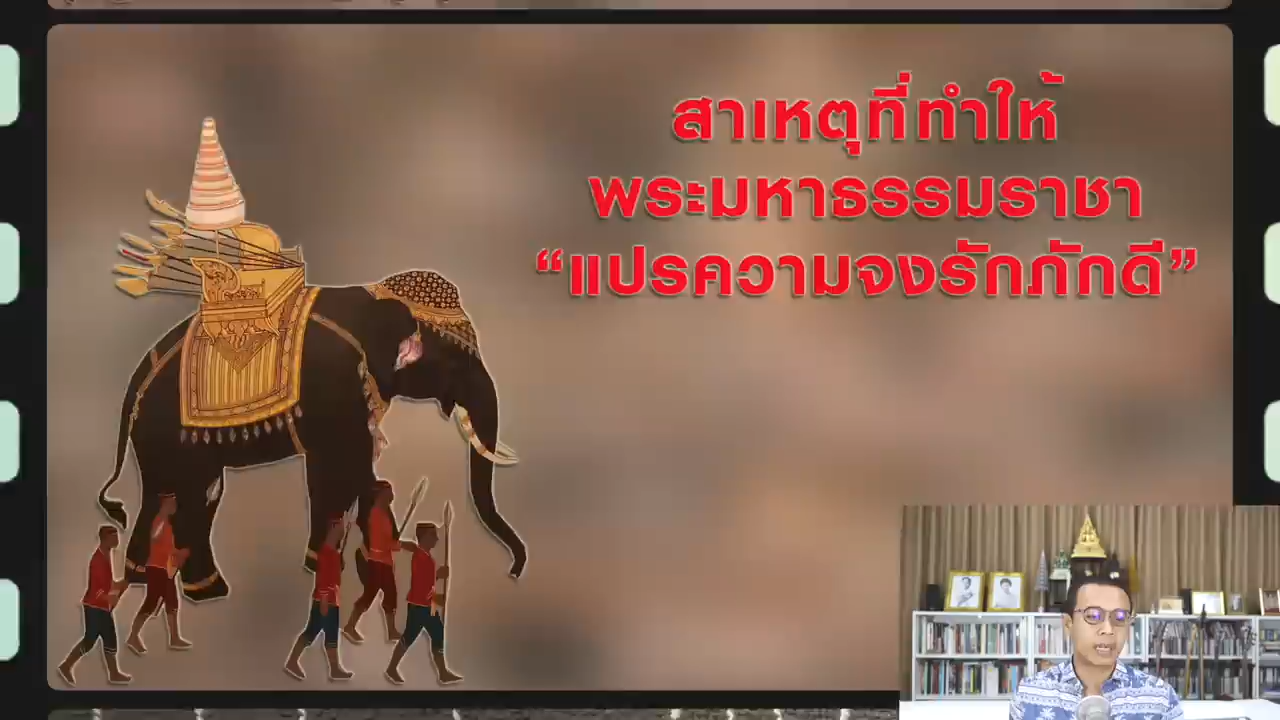 สาเหตุที่ทำให้
พระมหาธรรมราชา
“แปรความจงรักภักดี”